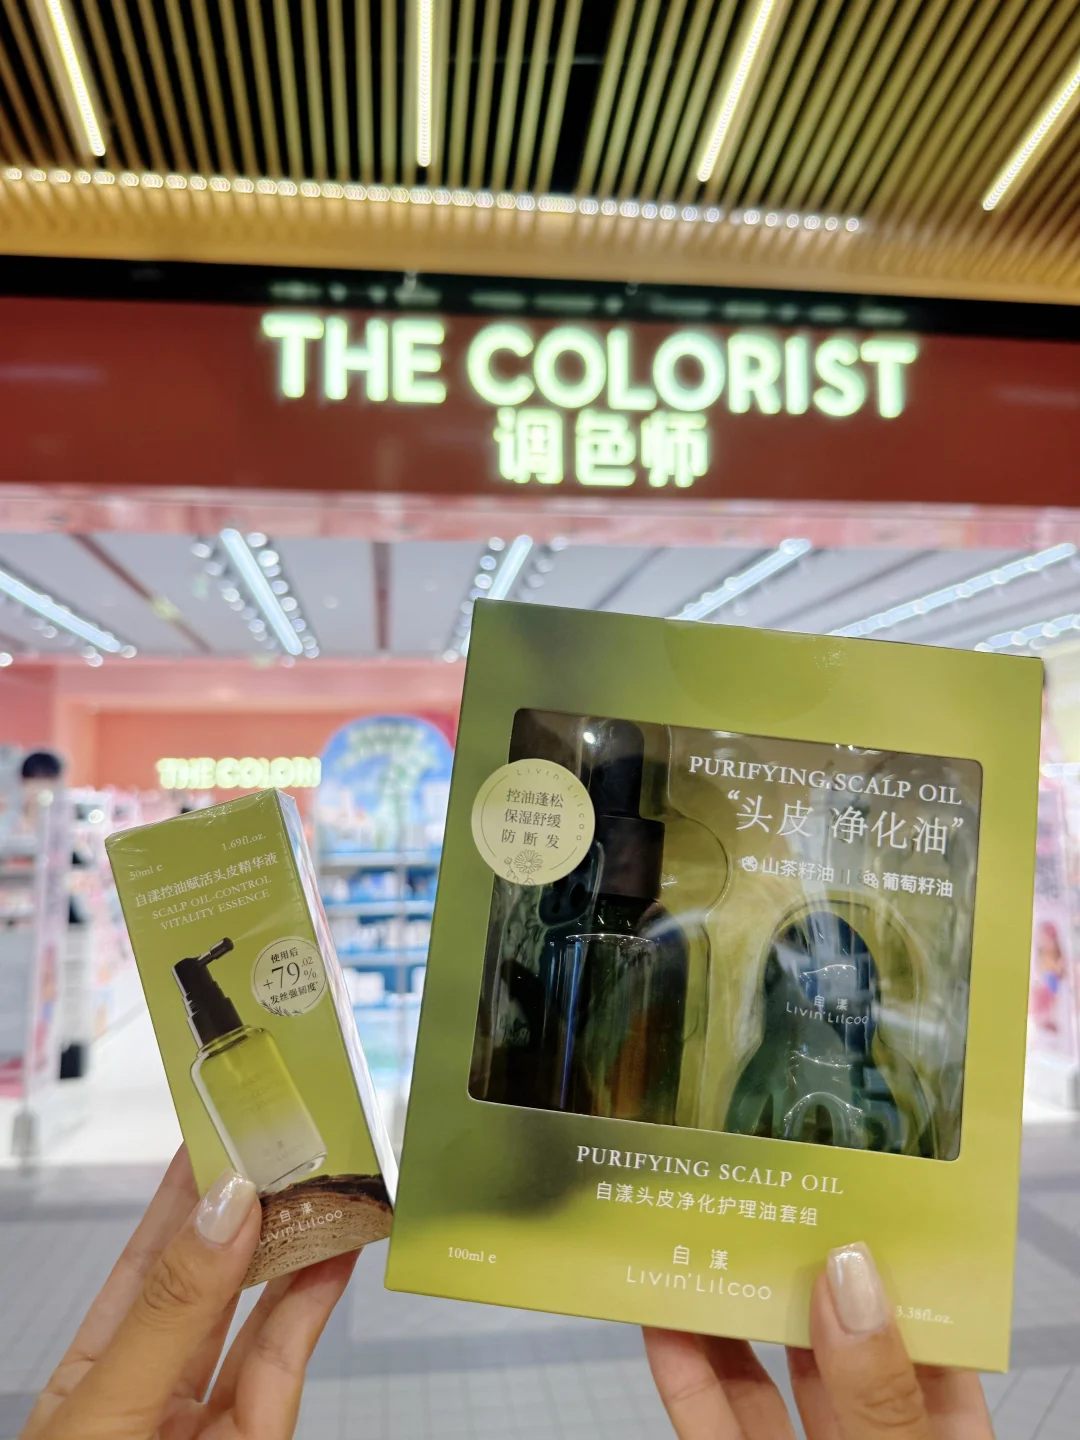 THE COLORIST
调色师
THE COLORI
50ml e
1.69fl.oz.
自漾控油赋活头皮精华液
SCALP OIL-CONTROL
VITALITY ESSENCE
使用后
+79.02%
发丝强韧度
自漾
Livin'Lilcoo
Livin'Lilcoo
控油蓬松
保湿舒缓
防断发
PURIFYING SCALP OIL
“头皮 净化油”
山茶籽油 | 葡萄籽油
自漾
Livin'Lilcoo
PURIFYING SCALP OIL
自漾头皮净化护理油套组
自漾
Livin'Lilcoo
100ml e
3.38fl.oz.